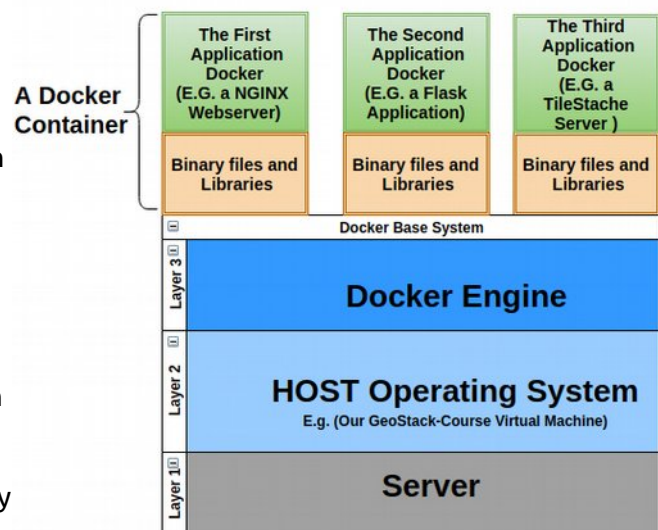 The First
Application
Docker
(E.G. a NGINX
Webserver)
The Second
Application
Docker
(E.G. a Flask
Application)
The Third
Application
Docker
(E.G. a
TileStache
Server )
A Docker
Container
Binary files and
Libraries
Binary files and
Libraries
Binary files and
Libraries
Docker Base System
Layer 3
Docker Engine
Layer 2
HOST Operating System
E.g. (Our GeoStack-Course Virtual Machine)
Layer 1
Server